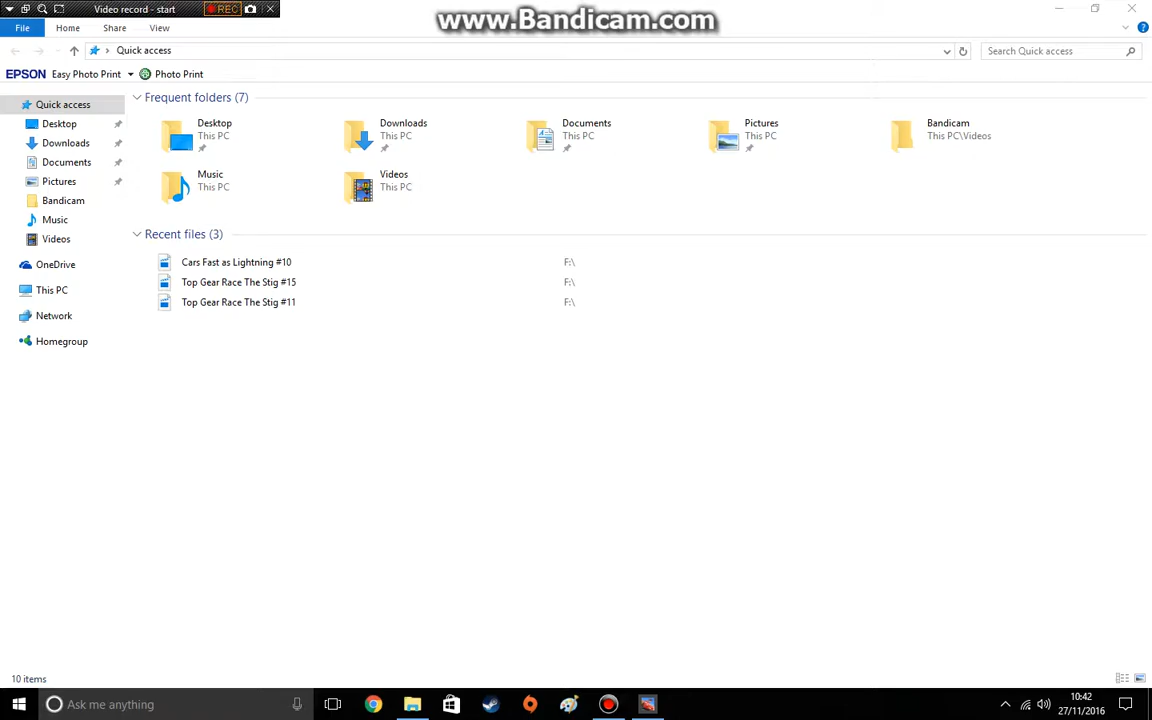 Video record - start
REC
www.Bandicam.com
File
Home
Share
View
Quick access
Search Quick access
EPSON Easy Photo Print
Photo Print
Quick access
Desktop
Downloads
Documents
Pictures
Bandicam
Music
Videos
OneDrive
This PC
Network
Homegroup
Frequent folders (7)
Desktop
This PC
Downloads
This PC
Documents
This PC
Pictures
This PC
Bandicam
This PC\Videos
Music
This PC
Videos
This PC
Recent files (3)
Cars Fast as Lightning #10 F:\
Top Gear Race The Stig #15 F:\
Top Gear Race The Stig #11 F:\
10 items
Ask me anything
10:42
27/11/2016